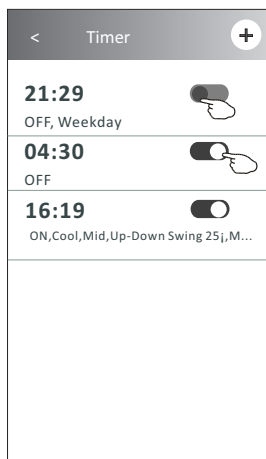 < Timer +
21:29
OFF, Weekday
04:30
OFF
16:19
ON,Cool,Mid,Up-Down Swing 25¡,M...